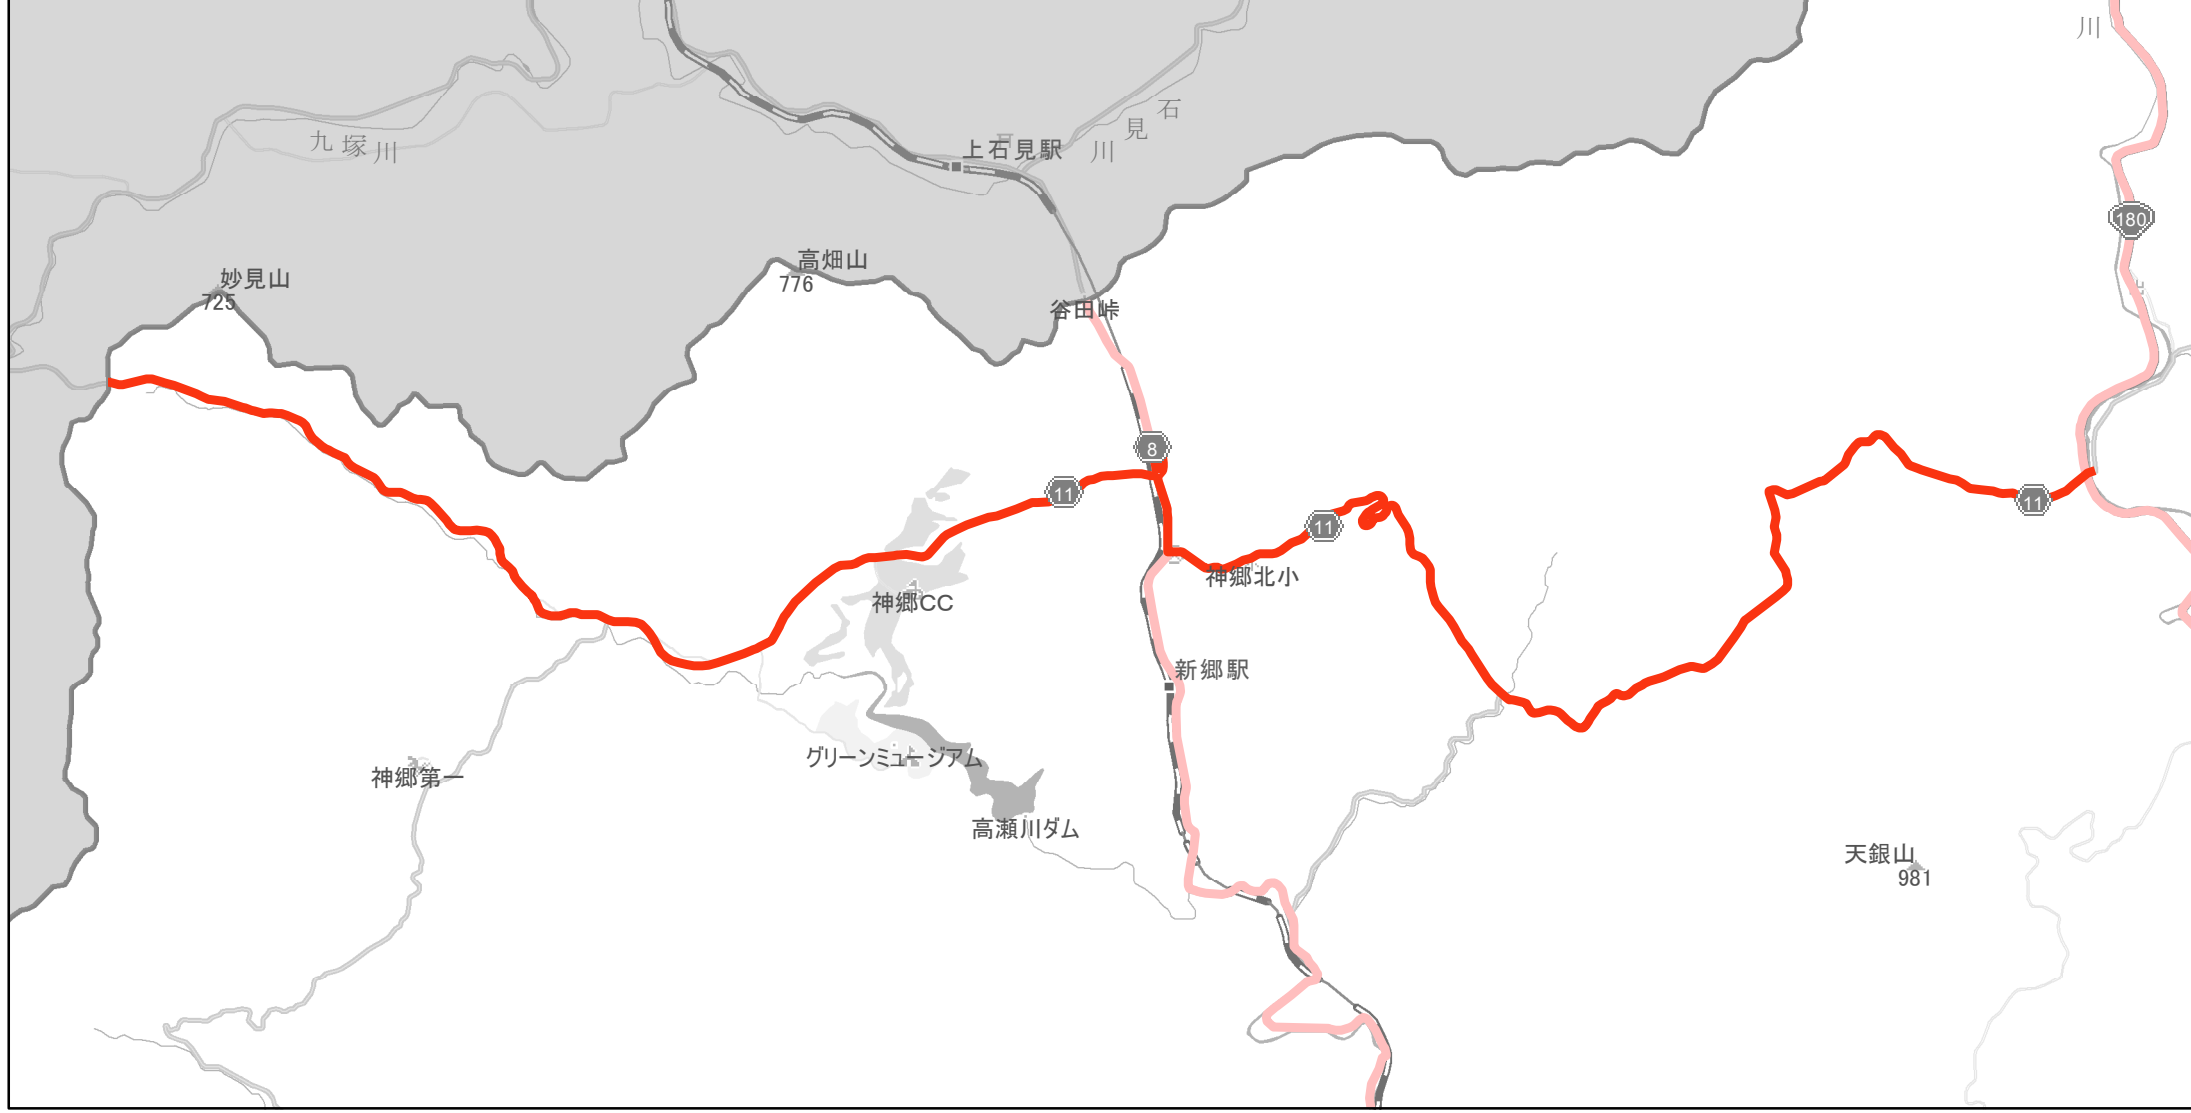 川
石
見
川
九塚川
上石見駅
180
高畑山
776
妙見山
725
谷田峠
8
11
11
11
神郷北小
神郷CC
新郷駅
グリーンミュージアム
神郷第一
高瀬川ダム
天銀山
981